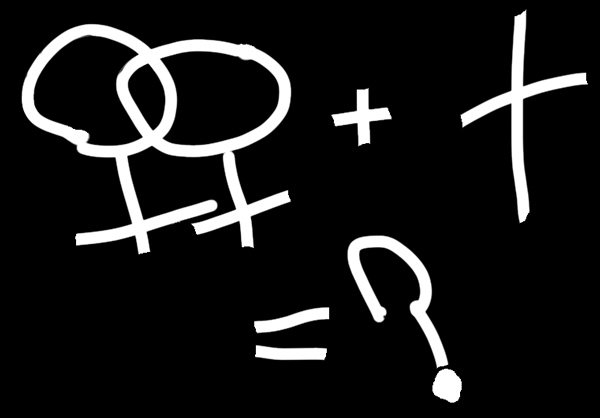 ⚢ + †
= ?